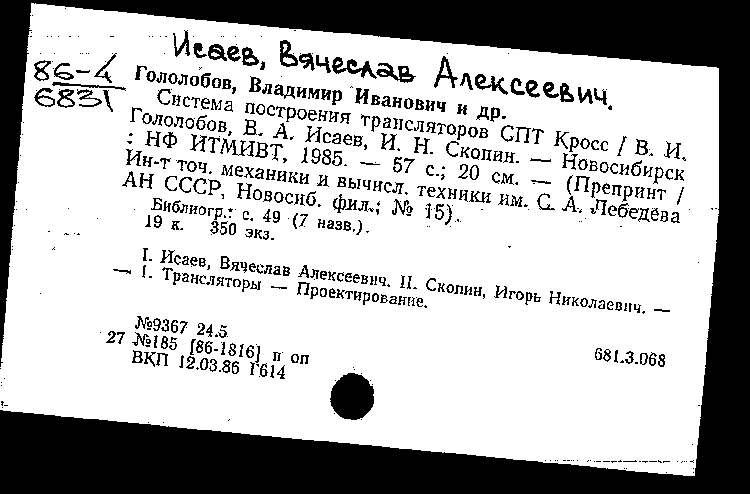 Исаев, Вячеслав Алексеевич.
86-4
6831
Гололобов, Владимир Иванович и др.
Система построения трансляторов СПТ Кросс / В. И.
Гололобов, В. А. Исаев, И. Н. Скопин. — Новосибирск
: НФ ИТМИВТ, 1985. — 57 с.; 20 см. — (Препринт /
Ин-т точ. механики и вычисл. техники им. С. А. Лебедева
АН СССР, Новосиб. фил.; № 15).
Библиогр.: с. 49 (7 назв.).
19 к. 350 экз.
I. Исаев, Вячеслав Алексеевич. II. Скопин, Игорь Николаевич. —
— 1. Трансляторы — Проектирование.
№9367 24.5
27 №185 [86-1816] п оп
ВКП 12.03.86 Г614
681.3.068